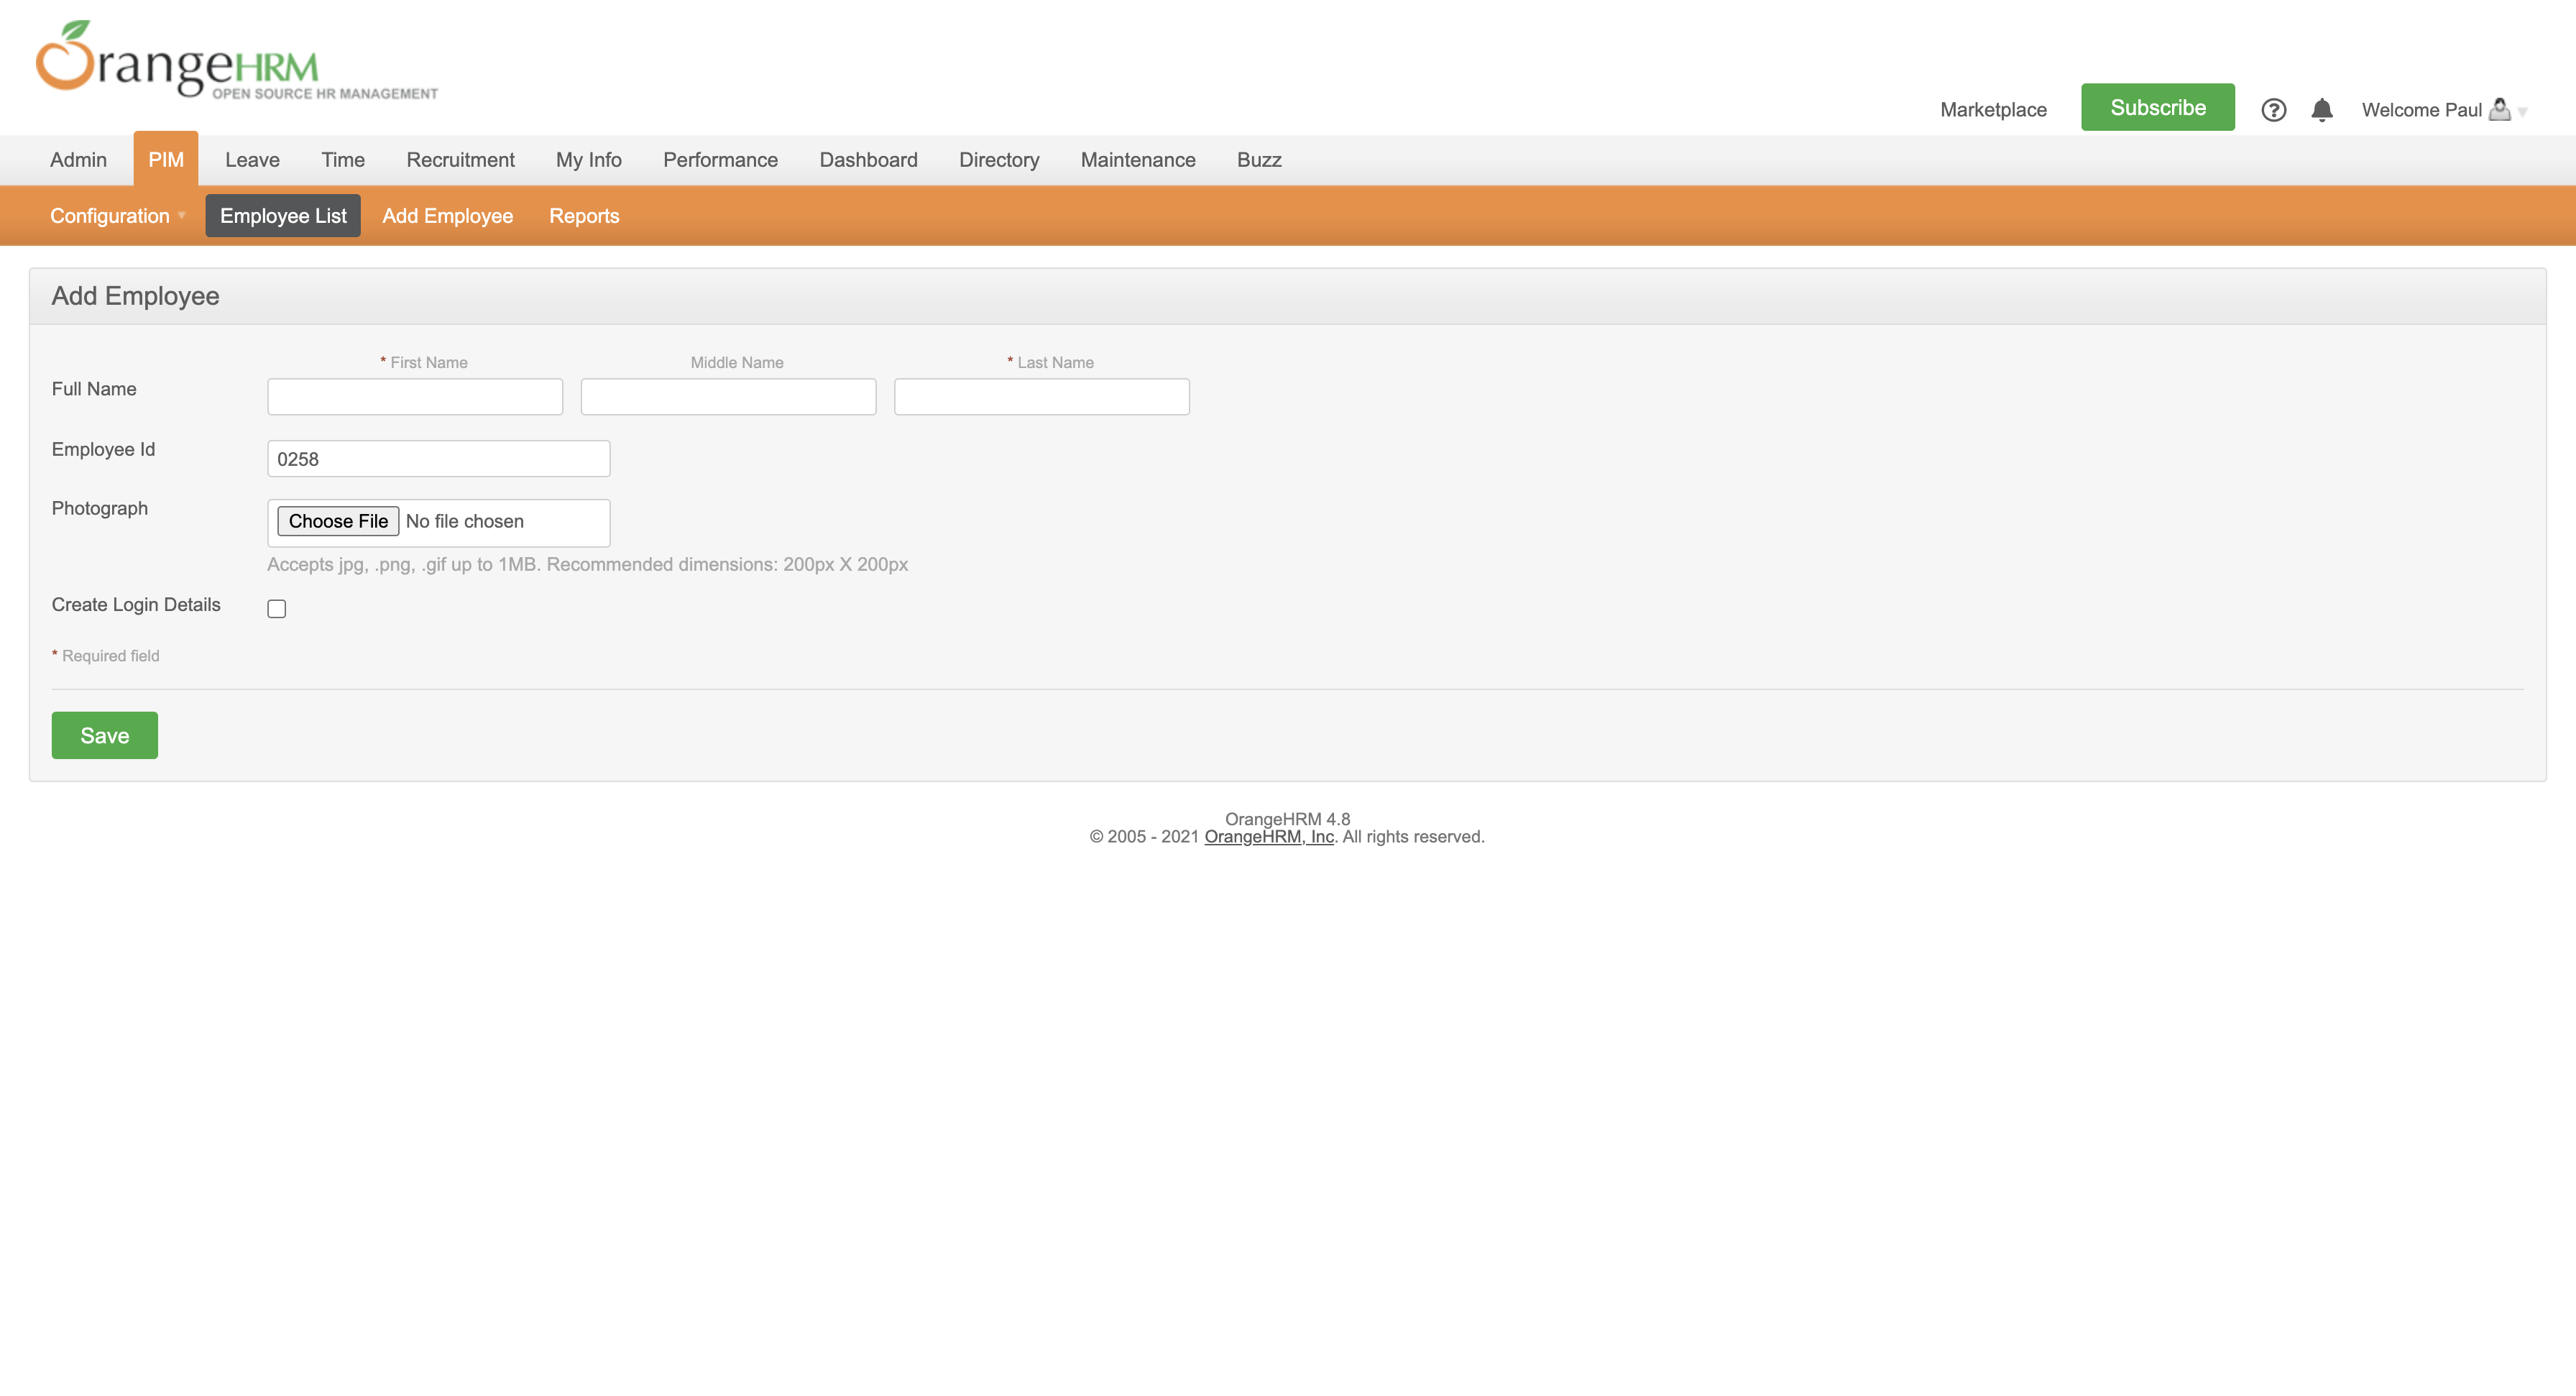 OrangeHRM
OPEN SOURCE HR MANAGEMENT
Marketplace Subscribe Welcome Paul
Admin PIM Leave Time Recruitment My Info Performance Dashboard Directory Maintenance Buzz
Configuration Employee List Add Employee Reports
Add Employee
* First Name Middle Name * Last Name
Full Name
Employee Id 0258
Photograph Choose File No file chosen
Accepts jpg, .png, .gif up to 1MB. Recommended dimensions: 200px X 200px
Create Login Details
* Required field
Save
OrangeHRM 4.8
© 2005 - 2021 OrangeHRM, Inc. All rights reserved.